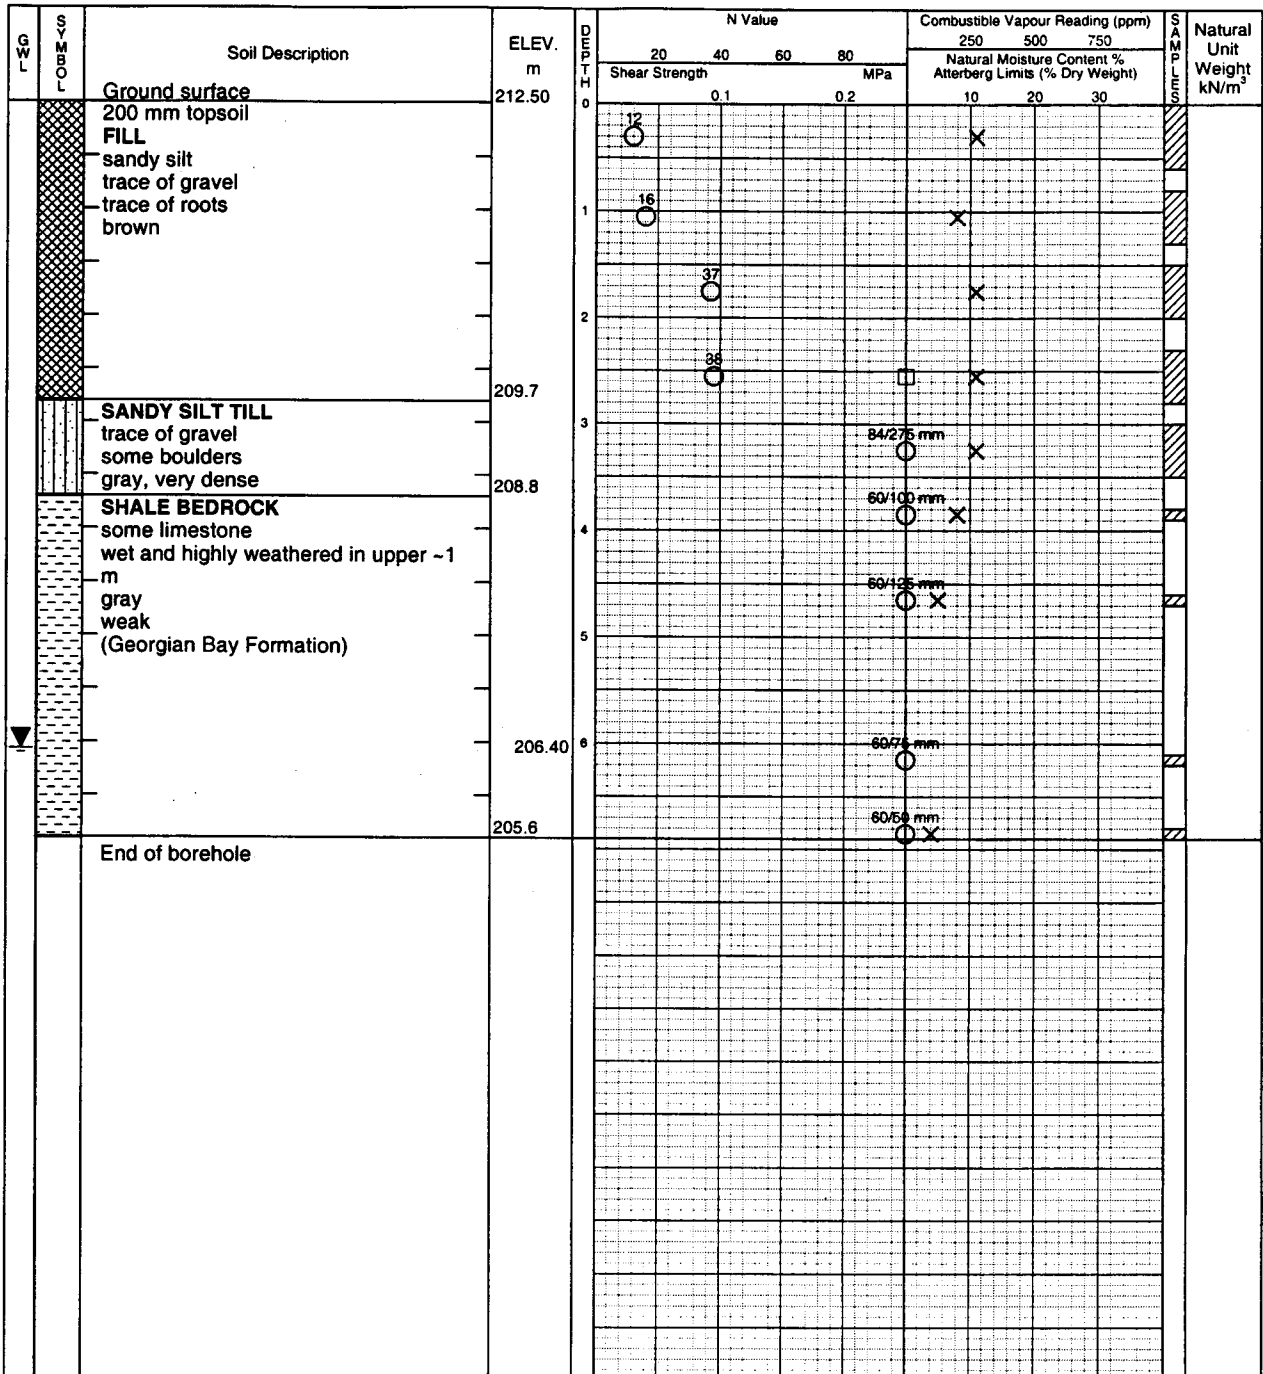 GWL
SYMBOL
Soil Description
ELEV.
m
DEPTH
N Value
20 40 60 80
Shear Strength MPa
0.1 0.2
Combustible Vapour Reading (ppm)
250 500 750
Natural Moisture Content %
Atterberg Limits (% Dry Weight)
10 20 30
SAMPLES
Natural
Unit
Weight
kN/m³
Ground surface
212.50
0
200 mm topsoil
FILL
sandy silt
trace of gravel
trace of roots
brown
12
16
1
37
2
38
209.7
SANDY SILT TILL
trace of gravel
some boulders
gray, very dense
3
84/275 mm
208.8
SHALE BEDROCK
some limestone
wet and highly weathered in upper ~1
m
gray
weak
(Georgian Bay Formation)
60/100 mm
4
60/125 mm
5
206.40
6
60/75 mm
60/50 mm
205.6
End of borehole